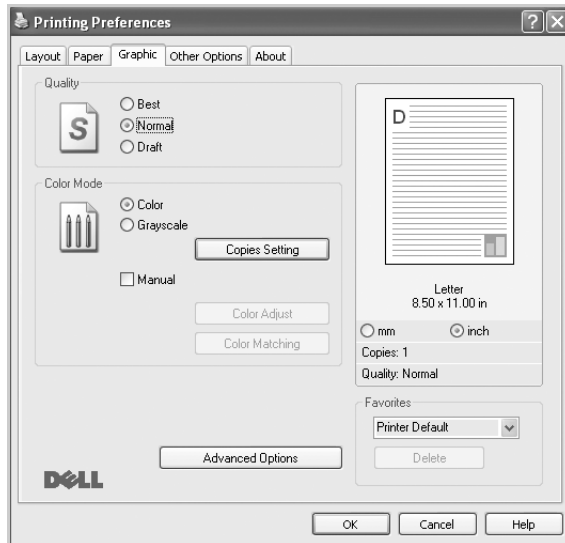 Printing Preferences
Layout Paper Graphic Other Options About
Quality
S
Best
Normal
Draft
Color Mode
Color
Grayscale
Copies Setting
Manual
Color Adjust
Color Matching
Advanced Options
DELL
D
Letter
8.50 x 11.00 in
mm inch
Copies: 1
Quality: Normal
Favorites
Printer Default
Delete
OK Cancel Help